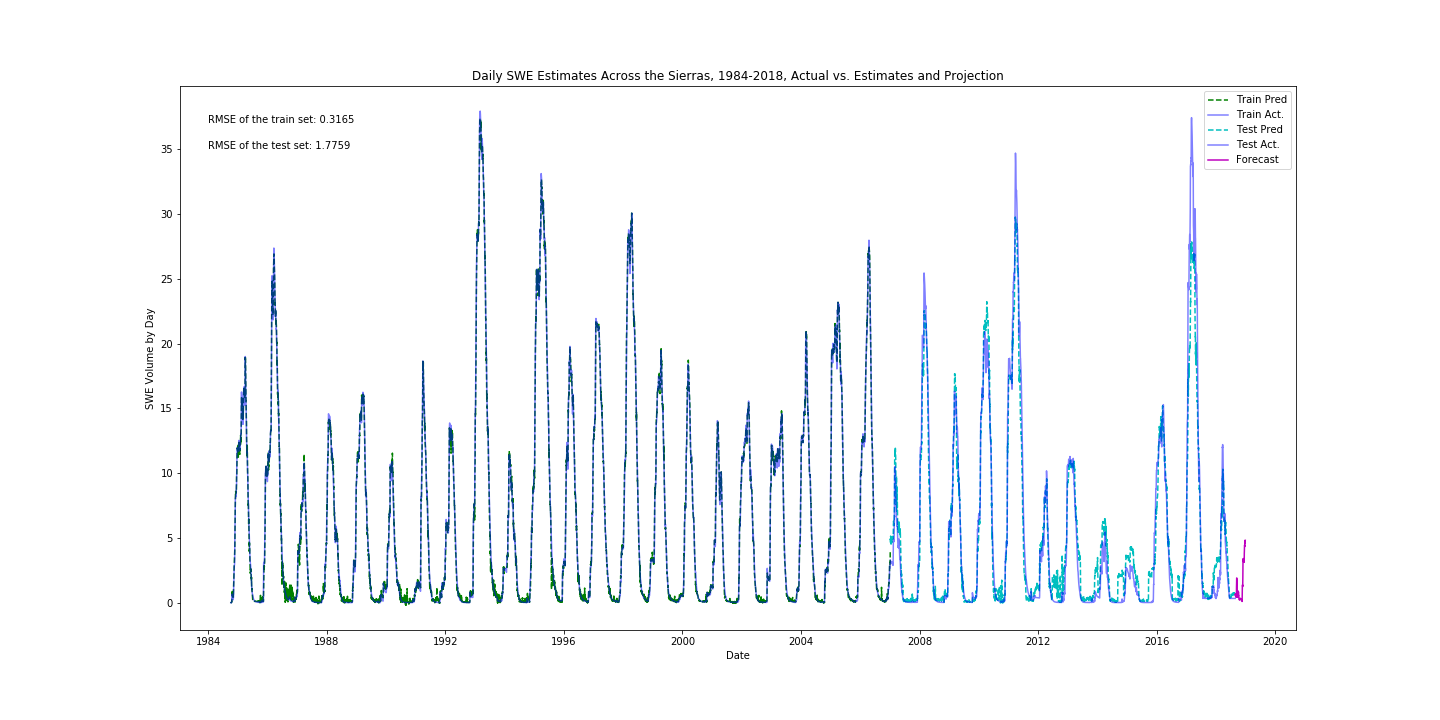 Daily SWE Estimates Across the Sierras, 1984-2018, Actual vs. Estimates and Projection
RMSE of the train set: 0.3165
RMSE of the test set: 1.7759
Train Pred
Train Act.
Test Pred
Test Act.
Forecast
SWE Volume by Day
35
30
25
20
15
10
5
0
1984 1988 1992 1996 2000 2004 2008 2012 2016 2020
Date